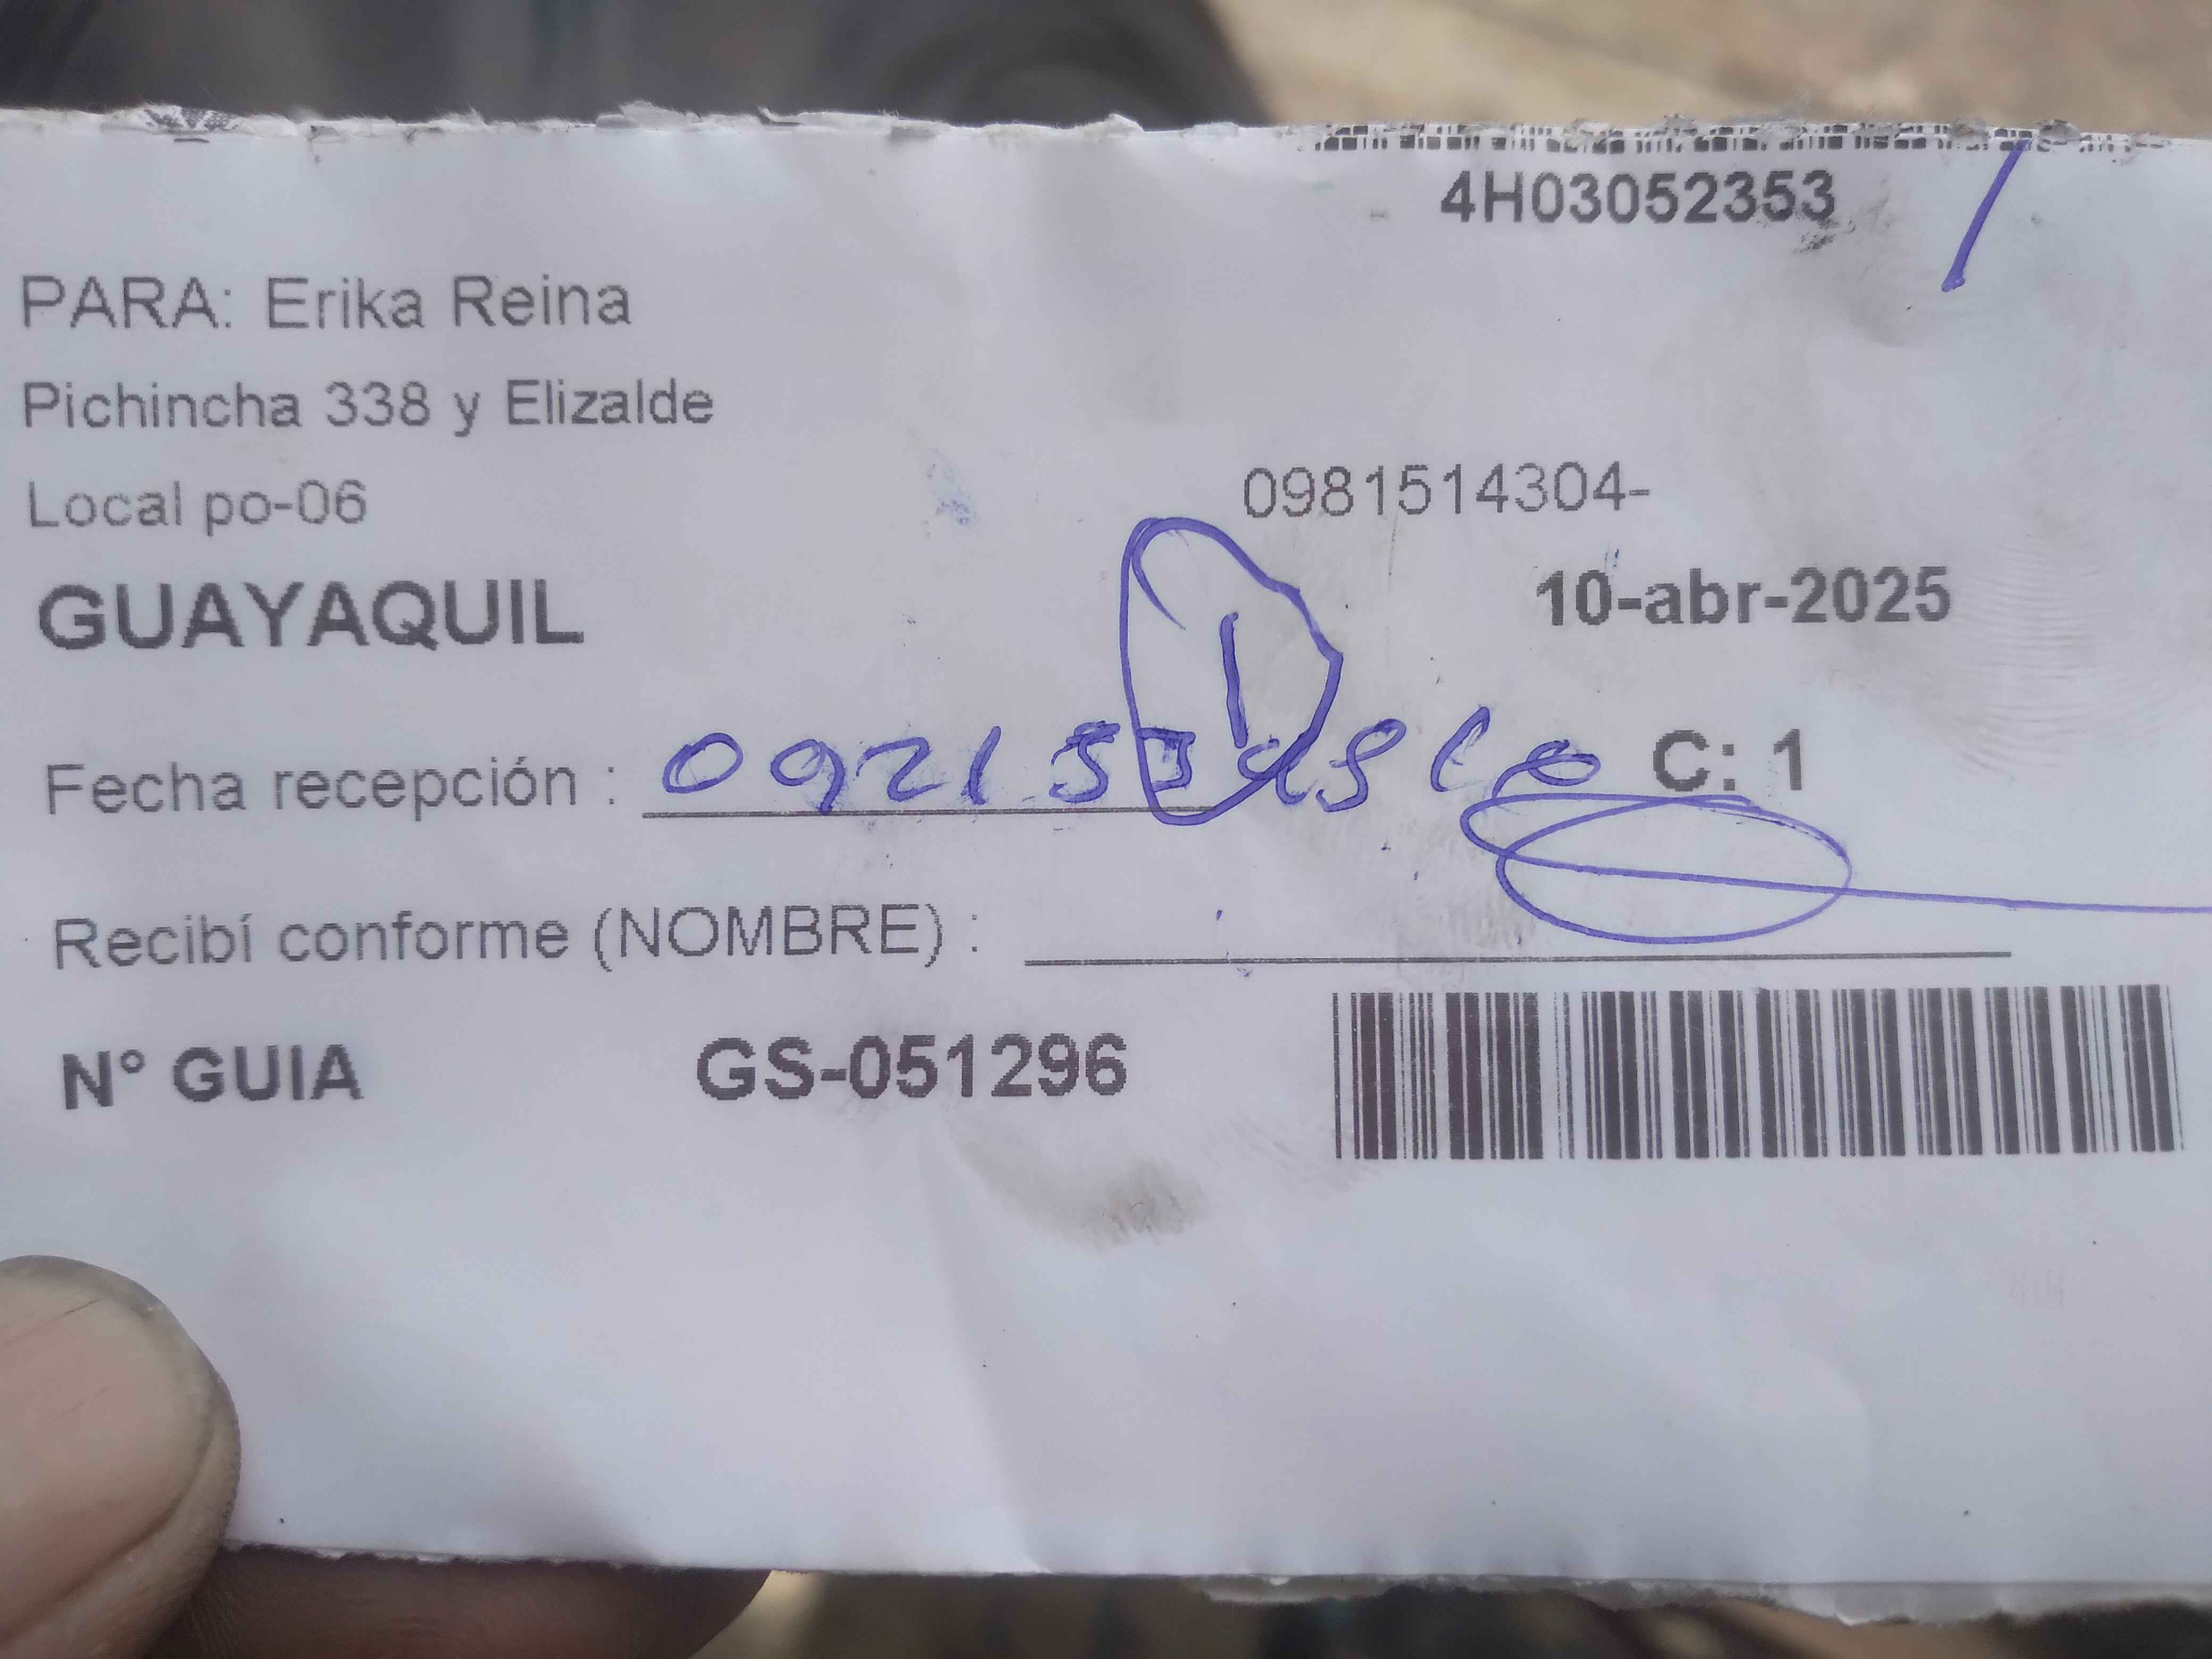 4H03052353
PARA: Erika Reina
Pichincha 338 y Elizalde
Local po-06 0981514304-
GUAYAQUIL 10-abr-2025
Fecha recepción : C: 1
Recibí conforme (NOMBRE) :
N° GUIA GS-051296